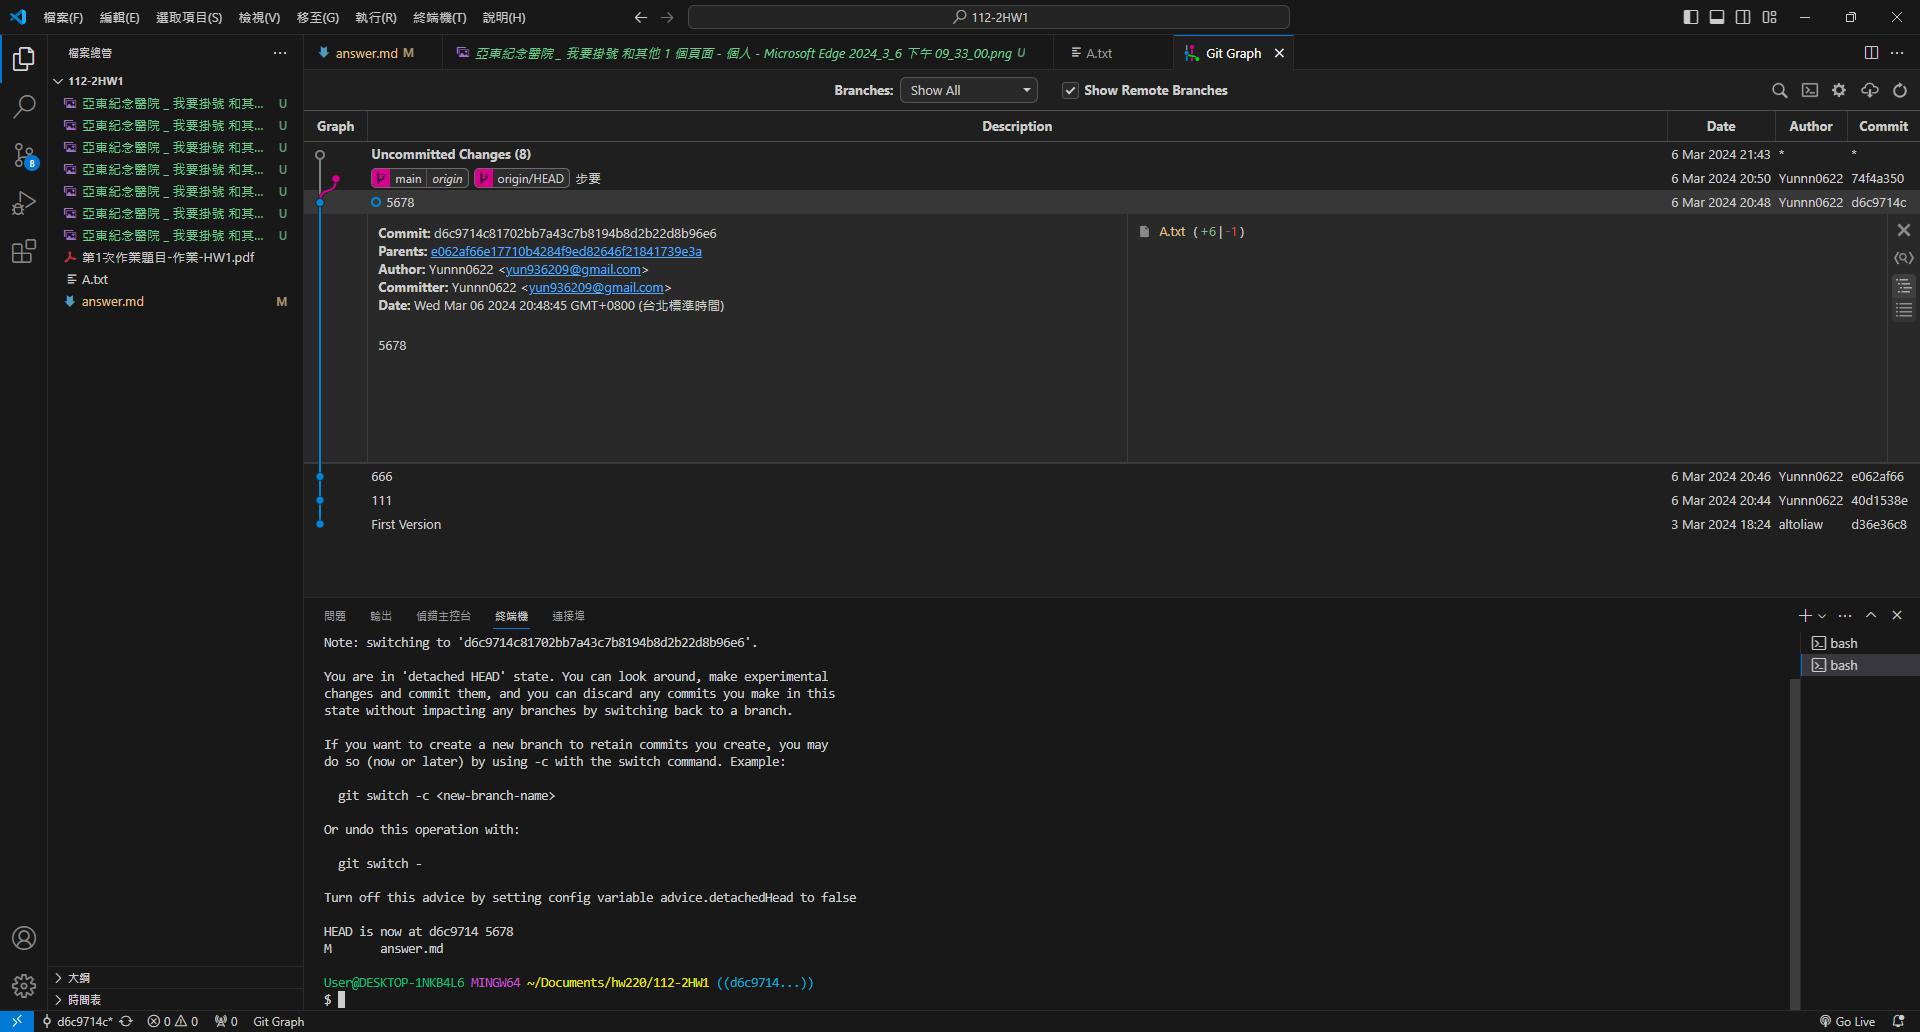 檔案(F) 編輯(E) 選取項目(S) 檢視(V) 移至(G) 執行(R) 終端機(T) 說明(H) 112-2HW1
檔案總管
112-2HW1
亞東紀念醫院 _ 我要掛號 和其... U
亞東紀念醫院 _ 我要掛號 和其... U
亞東紀念醫院 _ 我要掛號 和其... U
亞東紀念醫院 _ 我要掛號 和其... U
亞東紀念醫院 _ 我要掛號 和其... U
亞東紀念醫院 _ 我要掛號 和其... U
亞東紀念醫院 _ 我要掛號 和其... U
第1次作業題目-作業-HW1.pdf
A.txt
answer.md M
大綱
時間表
8
answer.md M 亞東紀念醫院 _ 我要掛號 和其他 1 個頁面 - 個人 - Microsoft Edge 2024_3_6 下午 09_33_00.png U A.txt Git Graph
Branches: Show All Show Remote Branches
Graph Description Date Author Commit
Uncommitted Changes (8) 6 Mar 2024 21:43 * *
main origin origin/HEAD 步要 6 Mar 2024 20:50 Yunnn0622 74f4a350
5678 6 Mar 2024 20:48 Yunnn0622 d6c9714c
Commit: d6c9714c81702bb7a43c7b8194b8d2b22d8b96e6
Parents: e062af66e17710b4284f9ed82646f21841739e3a
Author: Yunnn0622 <yun936209@gmail.com>
Committer: Yunnn0622 <yun936209@gmail.com>
Date: Wed Mar 06 2024 20:48:45 GMT+0800 (台北標準時間)
5678
A.txt (+6|-1)
666 6 Mar 2024 20:46 Yunnn0622 e062af66
111 6 Mar 2024 20:44 Yunnn0622 40d1538e
First Version 3 Mar 2024 18:24 altoliaw d36e36c8
問題 輸出 偵錯主控台 終端機 連接埠
Note: switching to 'd6c9714c81702bb7a43c7b8194b8d2b22d8b96e6'.
You are in 'detached HEAD' state. You can look around, make experimental
changes and commit them, and you can discard any commits you make in this
state without impacting any branches by switching back to a branch.
If you want to create a new branch to retain commits you create, you may
do so (now or later) by using -c with the switch command. Example:
git switch -c <new-branch-name>
Or undo this operation with:
git switch -
Turn off this advice by setting config variable advice.detachedHead to false
HEAD is now at d6c9714 5678
M answer.md
User@DESKTOP-1NKB4L6 MINGW64 ~/Documents/hw220/112-2HW1 ((d6c9714...))
$
bash
bash
d6c9714c* 0 0 0 Git Graph Go Live